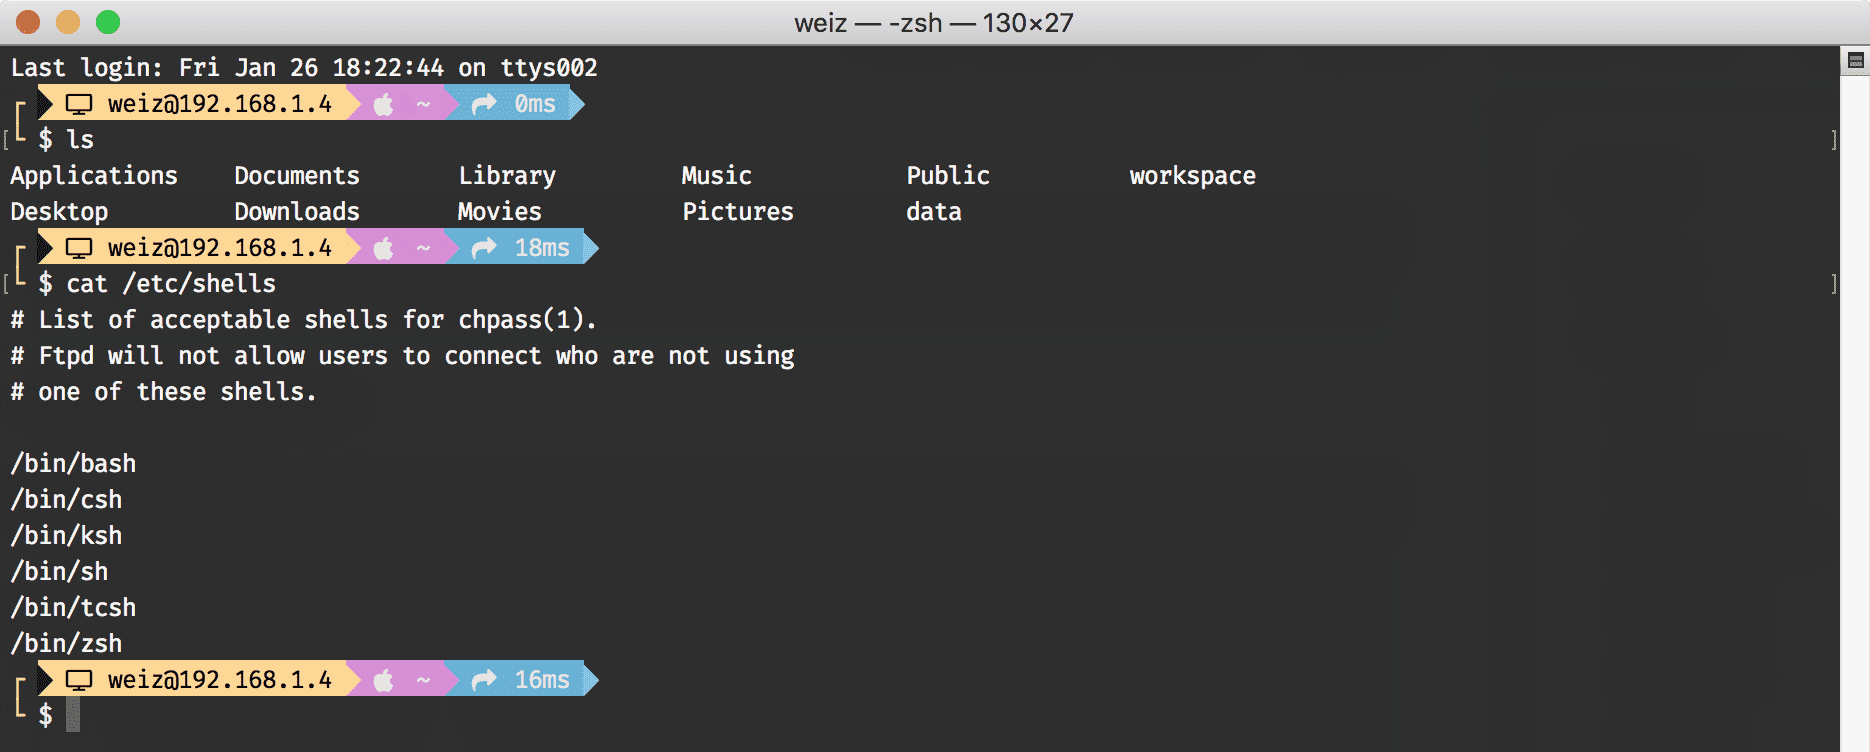 weiz — -zsh — 130×27
Last login: Fri Jan 26 18:22:44 on ttys002
weiz@192.168.1.4 ~ 0ms
$ ls
Applications Documents Library Music Public workspace
Desktop Downloads Movies Pictures data
weiz@192.168.1.4 ~ 18ms
$ cat /etc/shells
# List of acceptable shells for chpass(1).
# Ftpd will not allow users to connect who are not using
# one of these shells.
/bin/bash
/bin/csh
/bin/ksh
/bin/sh
/bin/tcsh
/bin/zsh
weiz@192.168.1.4 ~ 16ms
$